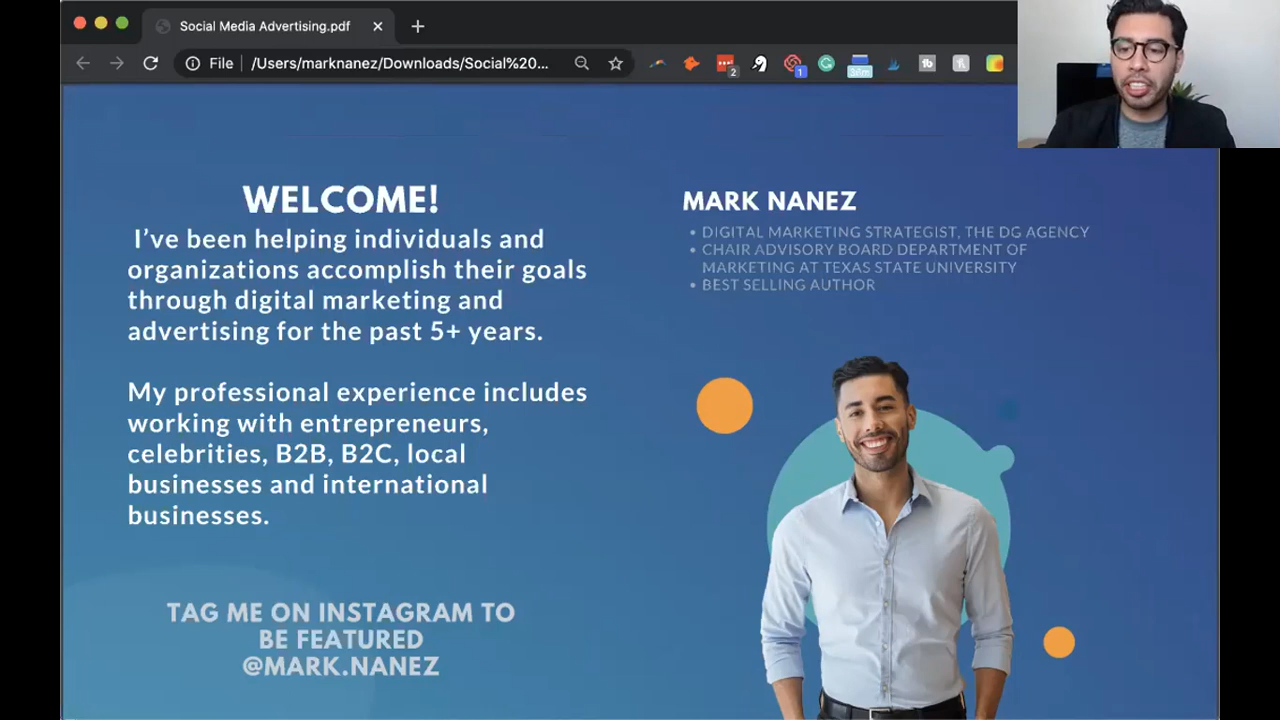 Social Media Advertising.pdf
File
/Users/marknanez/Downloads/Social%20...
2
1
WELCOME!
I’ve been helping individuals and
organizations accomplish their goals
through digital marketing and
advertising for the past 5+ years.
My professional experience includes
working with entrepreneurs,
celebrities, B2B, B2C, local
businesses and international
businesses.
TAG ME ON INSTAGRAM TO
BE FEATURED
@MARK.NANEZ
MARK NANEZ
• DIGITAL MARKETING STRATEGIST, THE DG AGENCY
• CHAIR ADVISORY BOARD DEPARTMENT OF
MARKETING AT TEXAS STATE UNIVERSITY
• BEST SELLING AUTHOR